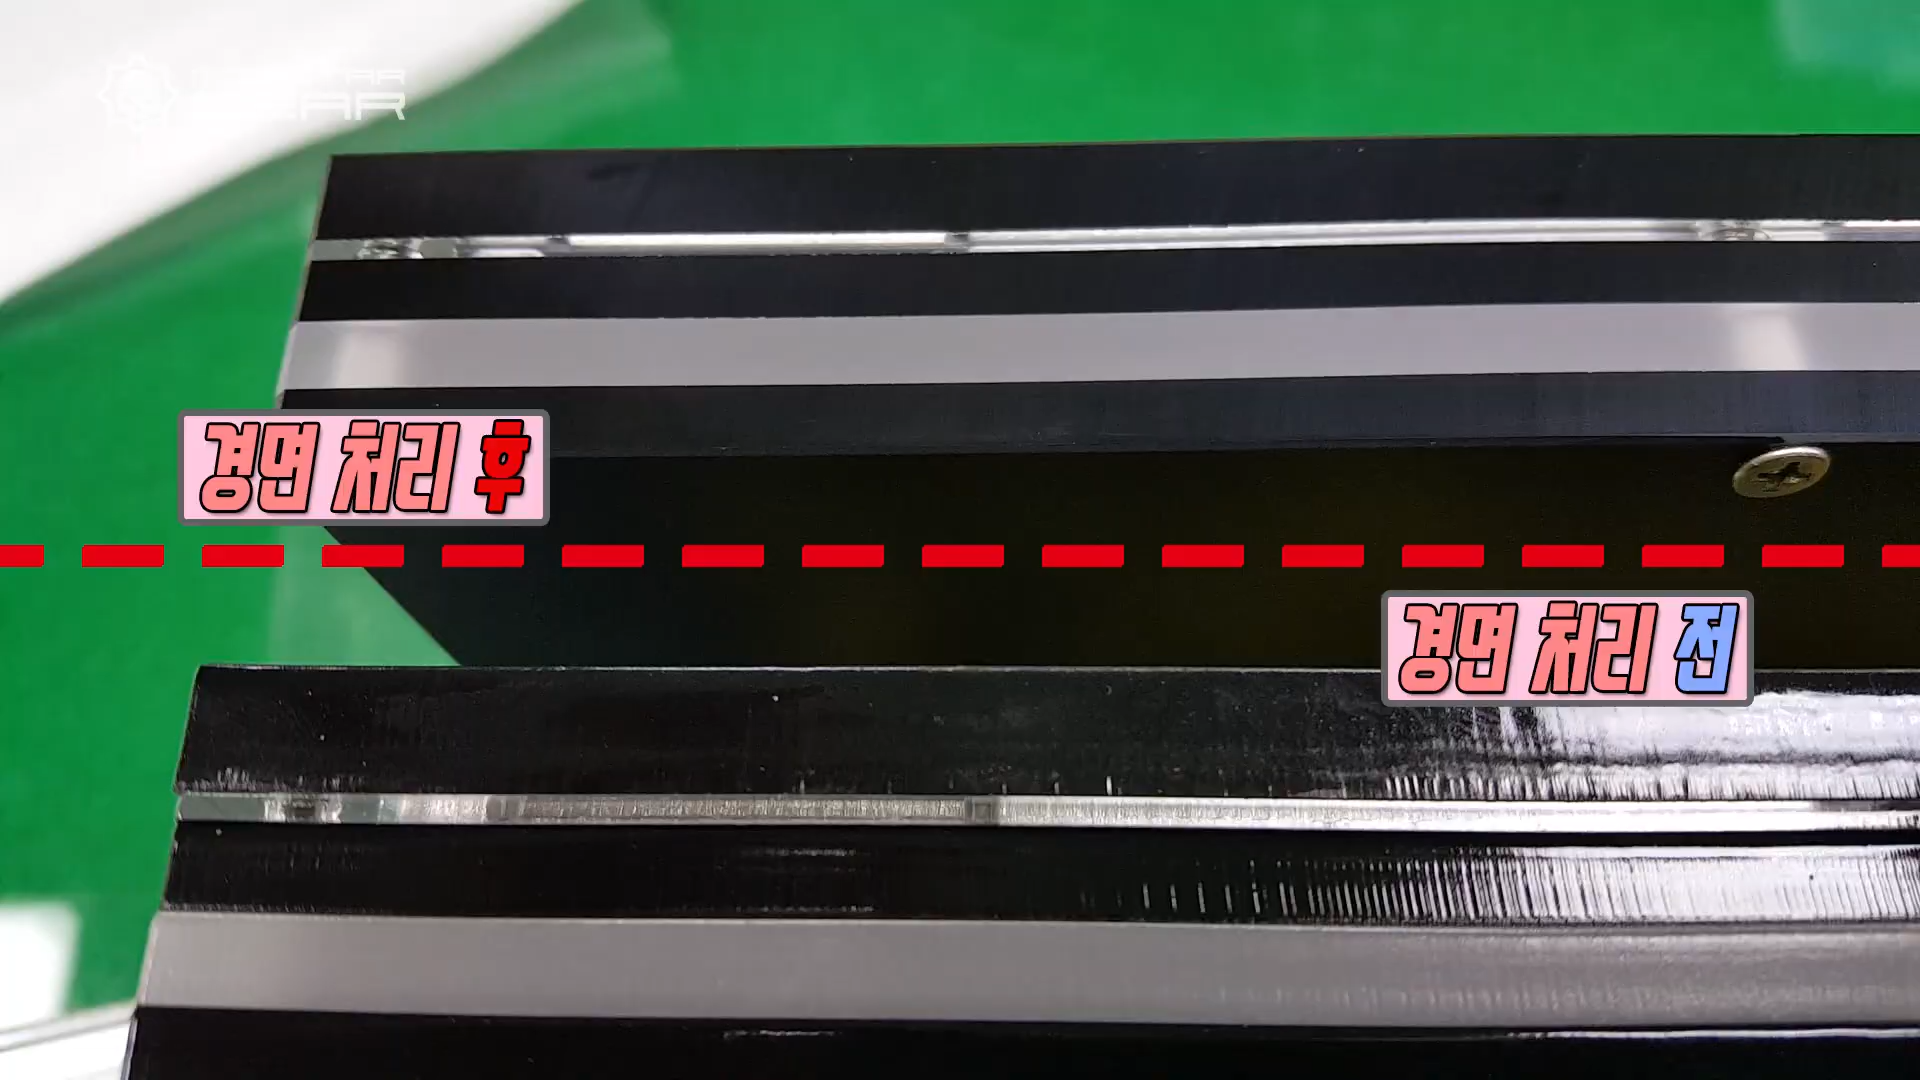 경면 처리 후
경면 처리 전